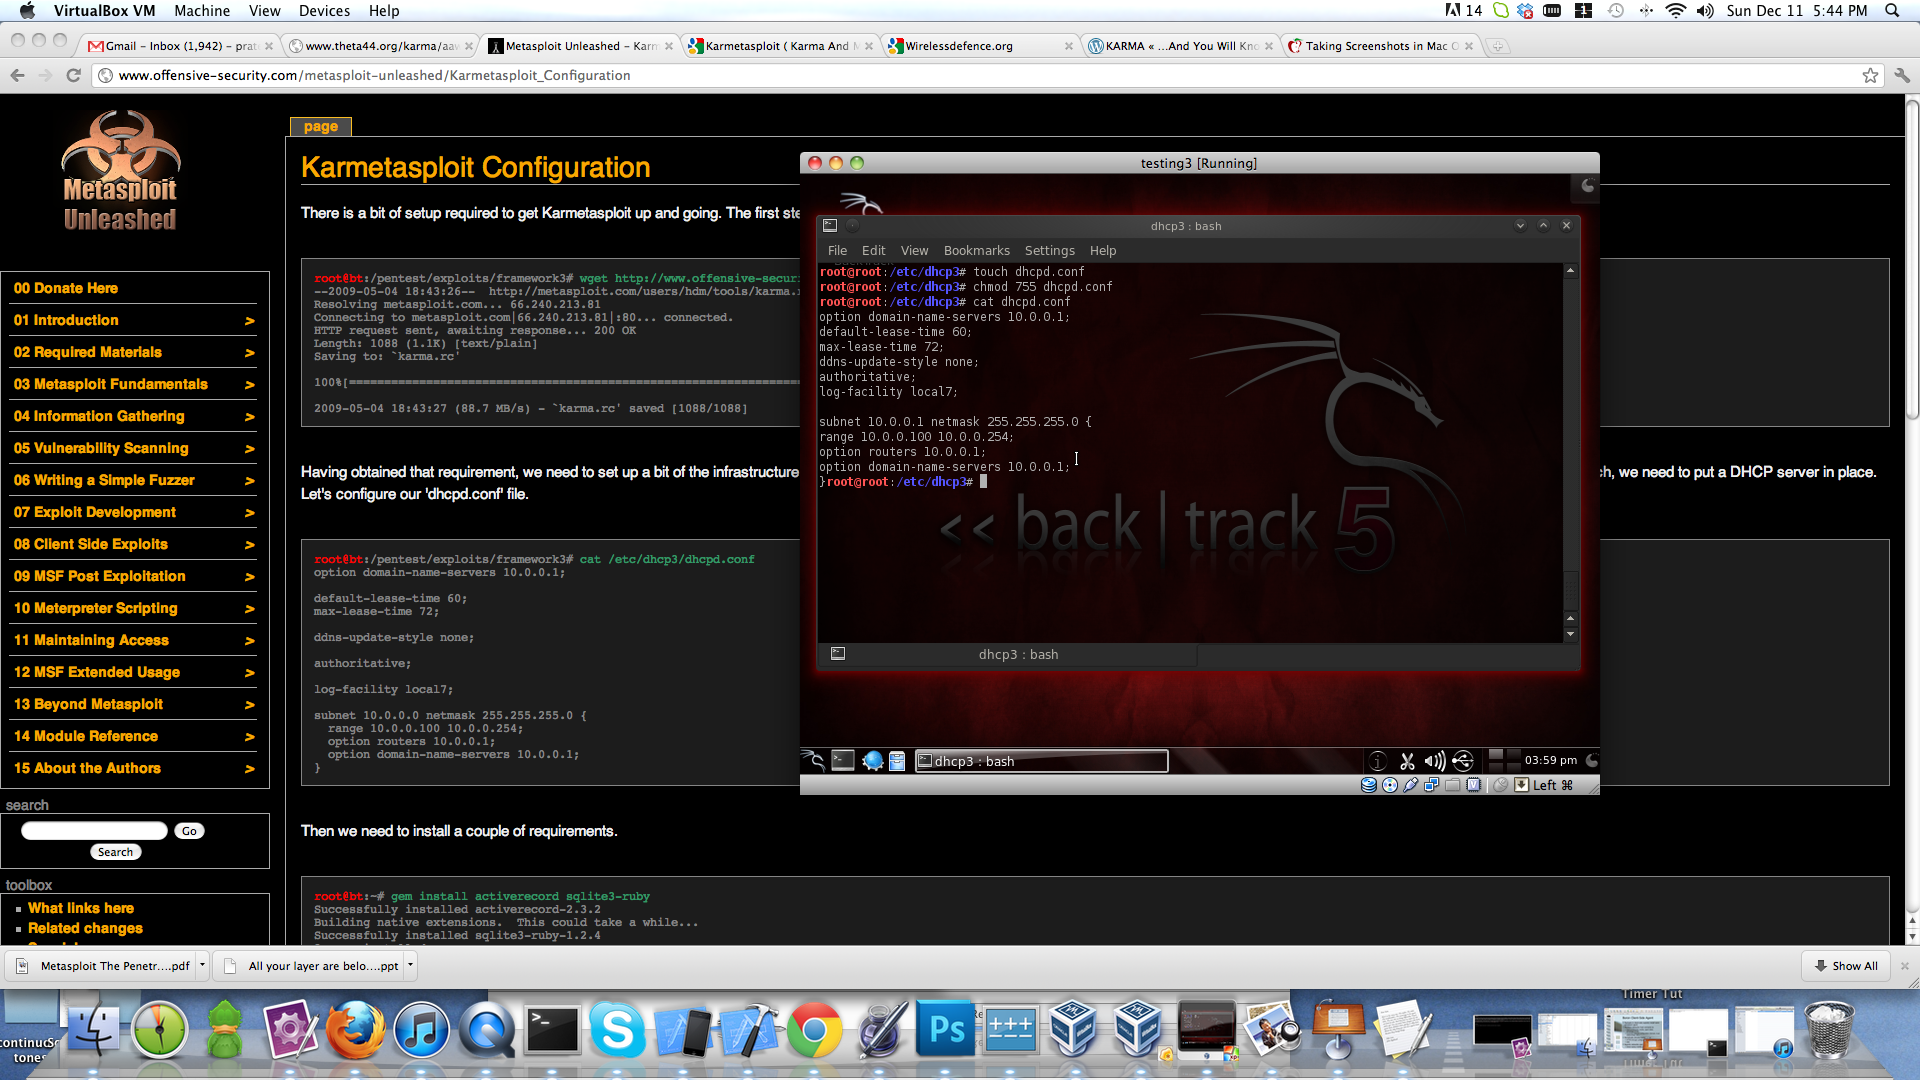 VirtualBox VM Machine View Devices Help
14
Sun Dec 11 5:44 PM
Gmail - Inbox (1,942) - prat
www.theta44.org/karma/aaw
Metasploit Unleashed - Karm
Karmetasploit ( Karma And M
Wirelessdefence.org
KARMA « ...And You Will Kno
Taking Screenshots in Mac O
www.offensive-security.com/metasploit-unleashed/Karmetasploit_Configuration
Metasploit
Unleashed
00 Donate Here
01 Introduction >
02 Required Materials >
03 Metasploit Fundamentals >
04 Information Gathering >
05 Vulnerability Scanning >
06 Writing a Simple Fuzzer >
07 Exploit Development >
08 Client Side Exploits >
09 MSF Post Exploitation >
10 Meterpreter Scripting >
11 Maintaining Access >
12 MSF Extended Usage >
13 Beyond Metasploit >
14 Module Reference >
15 About the Authors >
search
Go
Search
toolbox
What links here
Related changes
page
Karmetasploit Configuration
There is a bit of setup required to get Karmetasploit up and going. The first ste
root@bt:/pentest/exploits/framework3# wget http://www.offensive-securi
--2009-05-04 18:43:26-- http://metasploit.com/users/hdm/tools/karma.r
Resolving metasploit.com... 66.240.213.81
Connecting to metasploit.com|66.240.213.81|:80... connected.
HTTP request sent, awaiting response... 200 OK
Length: 1088 (1.1K) [text/plain]
Saving to: `karma.rc'
100%[==========================================================
2009-05-04 18:43:27 (88.7 MB/s) - `karma.rc' saved [1088/1088]
Having obtained that requirement, we need to set up a bit of the infrastructure
h, we need to put a DHCP server in place.
Let's configure our 'dhcpd.conf' file.
root@bt:/pentest/exploits/framework3# cat /etc/dhcp3/dhcpd.conf
option domain-name-servers 10.0.0.1;
default-lease-time 60;
max-lease-time 72;
ddns-update-style none;
authoritative;
log-facility local7;
subnet 10.0.0.0 netmask 255.255.255.0 {
range 10.0.0.100 10.0.0.254;
option routers 10.0.0.1;
option domain-name-servers 10.0.0.1;
}
Then we need to install a couple of requirements.
root@bt:~# gem install activerecord sqlite3-ruby
Successfully installed activerecord-2.3.2
Building native extensions. This could take a while...
Successfully installed sqlite3-ruby-1.2.4
testing3 [Running]
dhcp3 : bash
File Edit View Bookmarks Settings Help
root@root:/etc/dhcp3# touch dhcpd.conf
root@root:/etc/dhcp3# chmod 755 dhcpd.conf
root@root:/etc/dhcp3# cat dhcpd.conf
option domain-name-servers 10.0.0.1;
default-lease-time 60;
max-lease-time 72;
ddns-update-style none;
authoritative;
log-facility local7;
subnet 10.0.0.1 netmask 255.255.255.0 {
range 10.0.0.100 10.0.0.254;
option routers 10.0.0.1;
option domain-name-servers 10.0.0.1;
}root@root:/etc/dhcp3#
<< back | track 5
dhcp3 : bash
dhcp3 : bash
03:59 pm
Left ⌘
Metasploit The Penetr....pdf
All your layer are belo....ppt
Show All
Timer Tut
continuo
tones
Ps